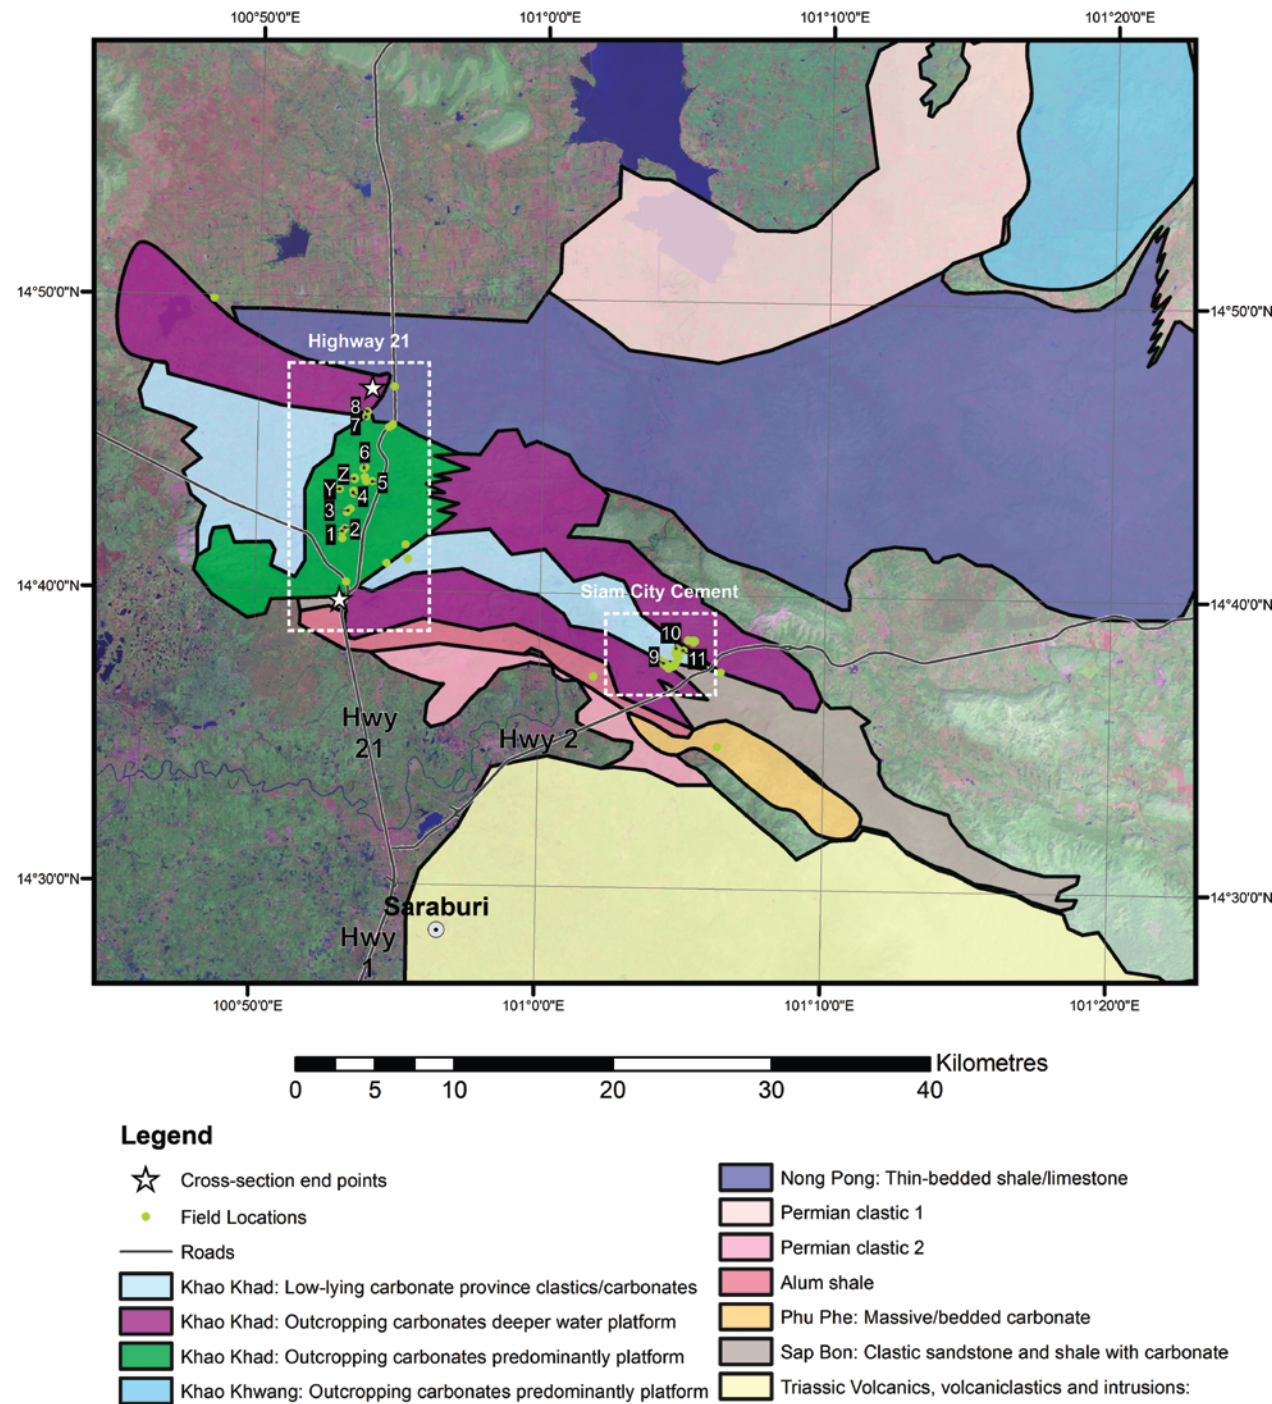 100°50'0"E 101°0'0"E 101°10'0"E 101°20'0"E
14°50'0"N
14°50'0"N
Highway 21
8
7
6
Z
5
Y
4
3
2
1
14°40'0"N
14°40'0"N
Siam City Cement
10
9
11
Hwy
21
Hwy 2
14°30'0"N
14°30'0"N
Saraburi
Hwy
1
100°50'0"E 101°0'0"E 101°10'0"E 101°20'0"E
Kilometres
0 5 10 20 30 40
Legend
Cross-section end points
Field Locations
Roads
Khao Khad: Low-lying carbonate province clastics/carbonates
Khao Khad: Outcropping carbonates deeper water platform
Khao Khad: Outcropping carbonates predominantly platform
Khao Khwang: Outcropping carbonates predominantly platform
Nong Pong: Thin-bedded shale/limestone
Permian clastic 1
Permian clastic 2
Alum shale
Phu Phe: Massive/bedded carbonate
Sap Bon: Clastic sandstone and shale with carbonate
Triassic Volcanics, volcaniclastics and intrusions: